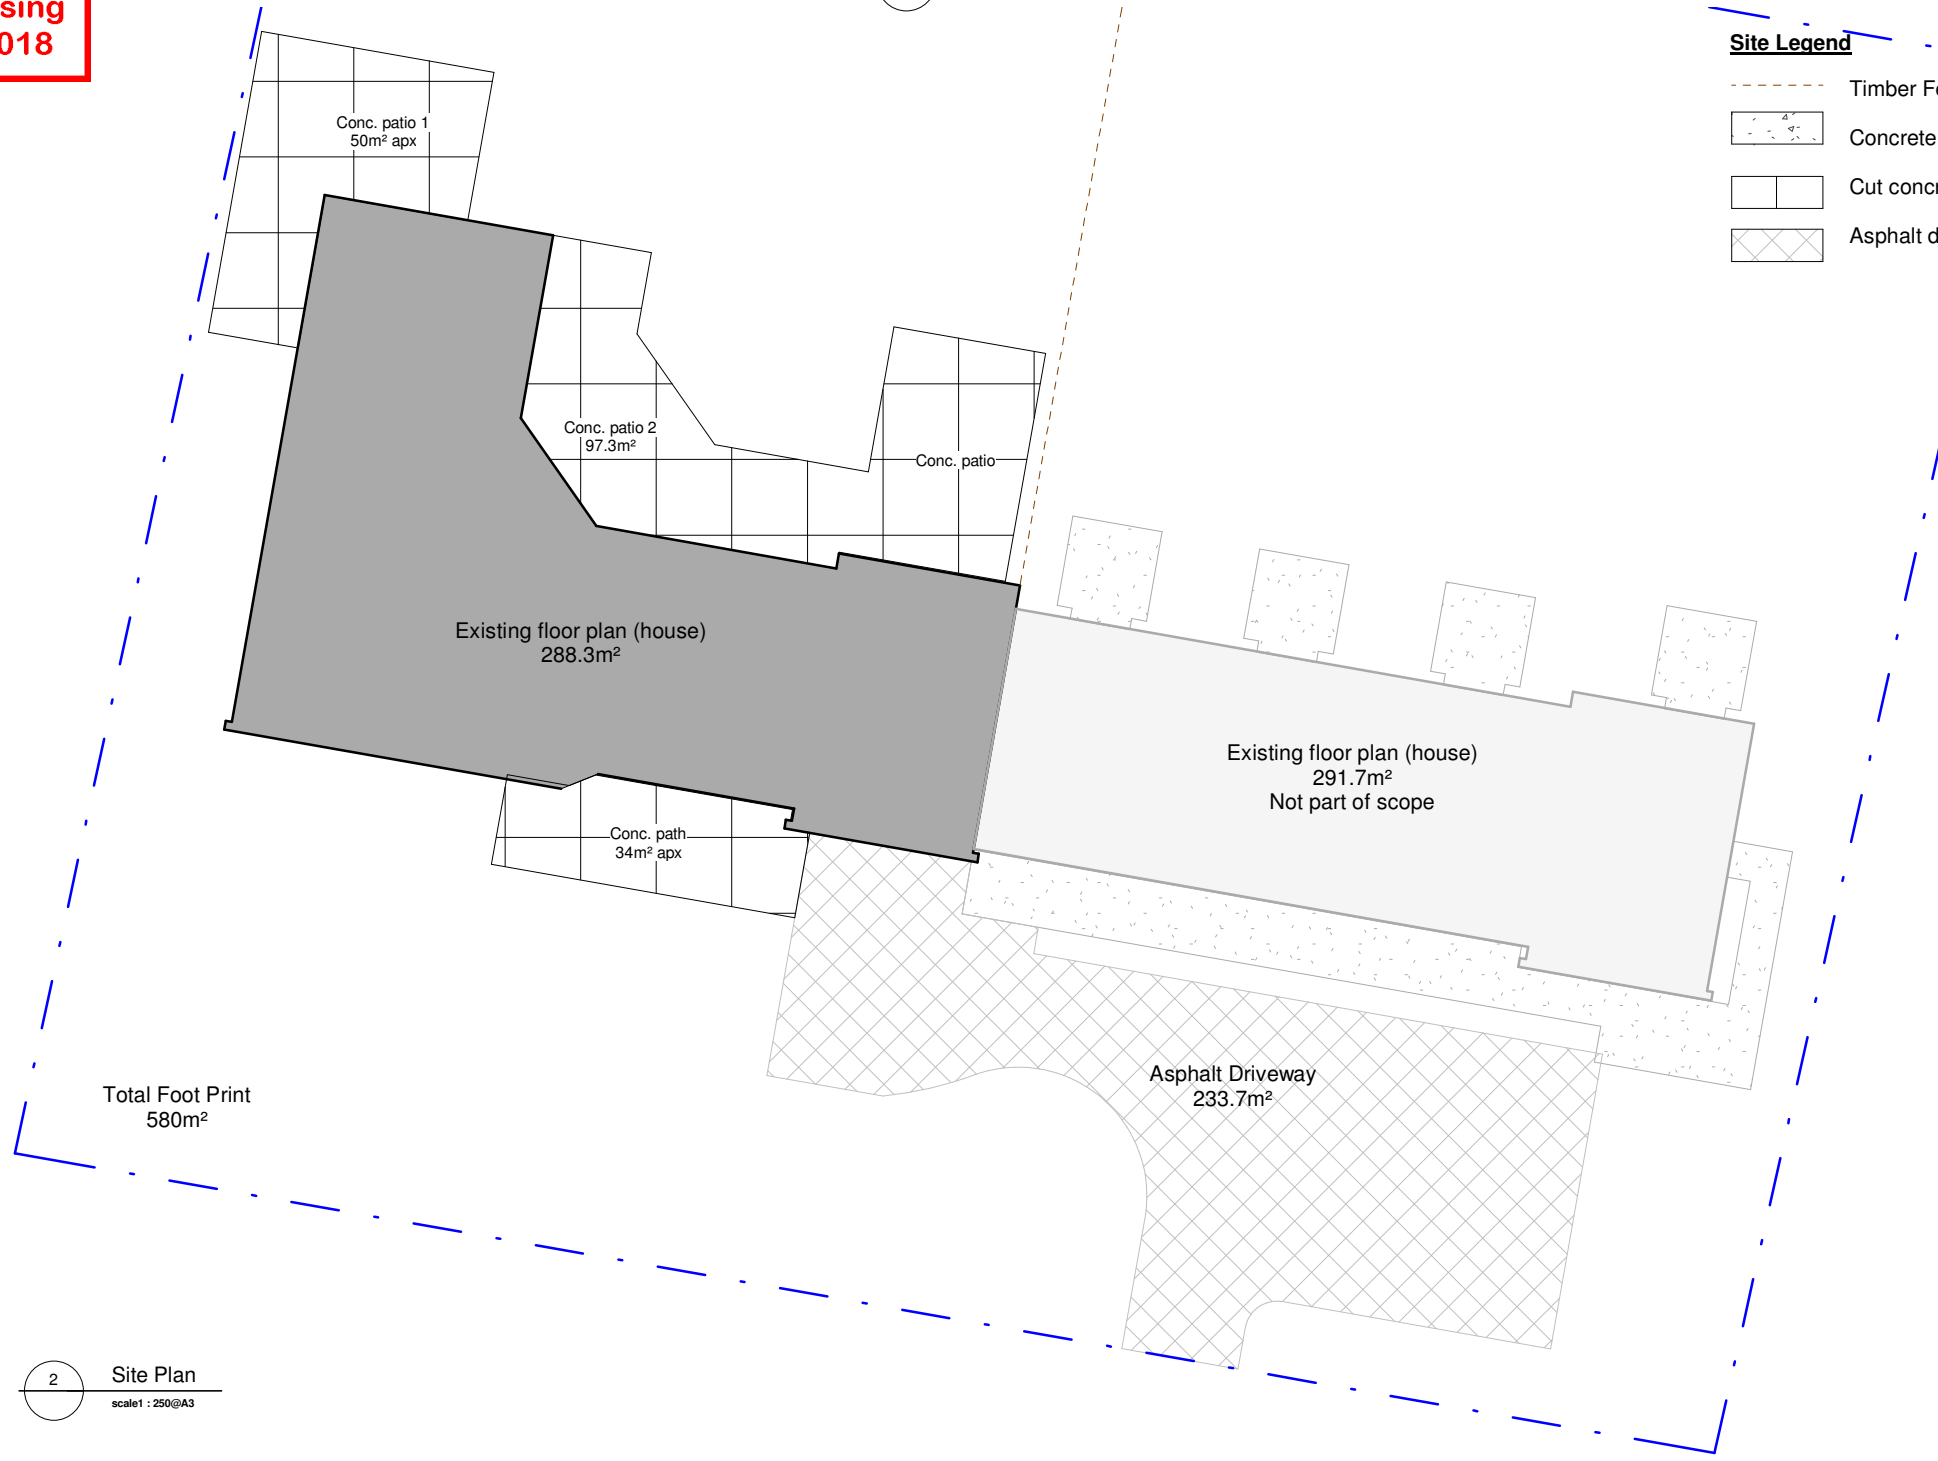 sing
018
Site Legend
Timber
Concrete
Cut
Asphalt
Conc. patio 1
50m² apx
Conc. patio 2
97.3m²
Conc. patio
Existing floor plan (house)
288.3m²
Existing floor plan (house)
291.7m²
Not part of scope
Conc. path
34m² apx
Asphalt Driveway
233.7m²
Total Foot Print
580m²
2
Site Plan
scale1 : 250@A3